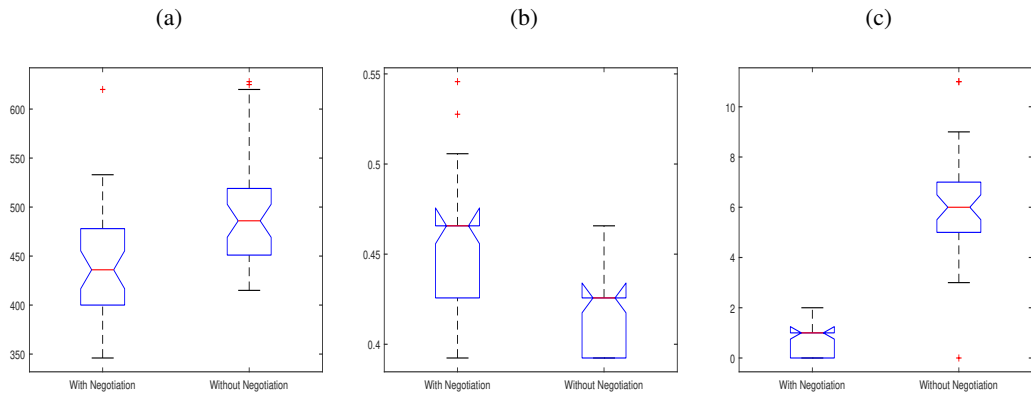 (a)
(b)
(c)
600
550
500
450
400
350
With Negotiation
Without Negotiation
0.55
0.5
0.45
0.4
With Negotiation
Without Negotiation
10
8
6
4
2
0
With Negotiation
Without Negotiation